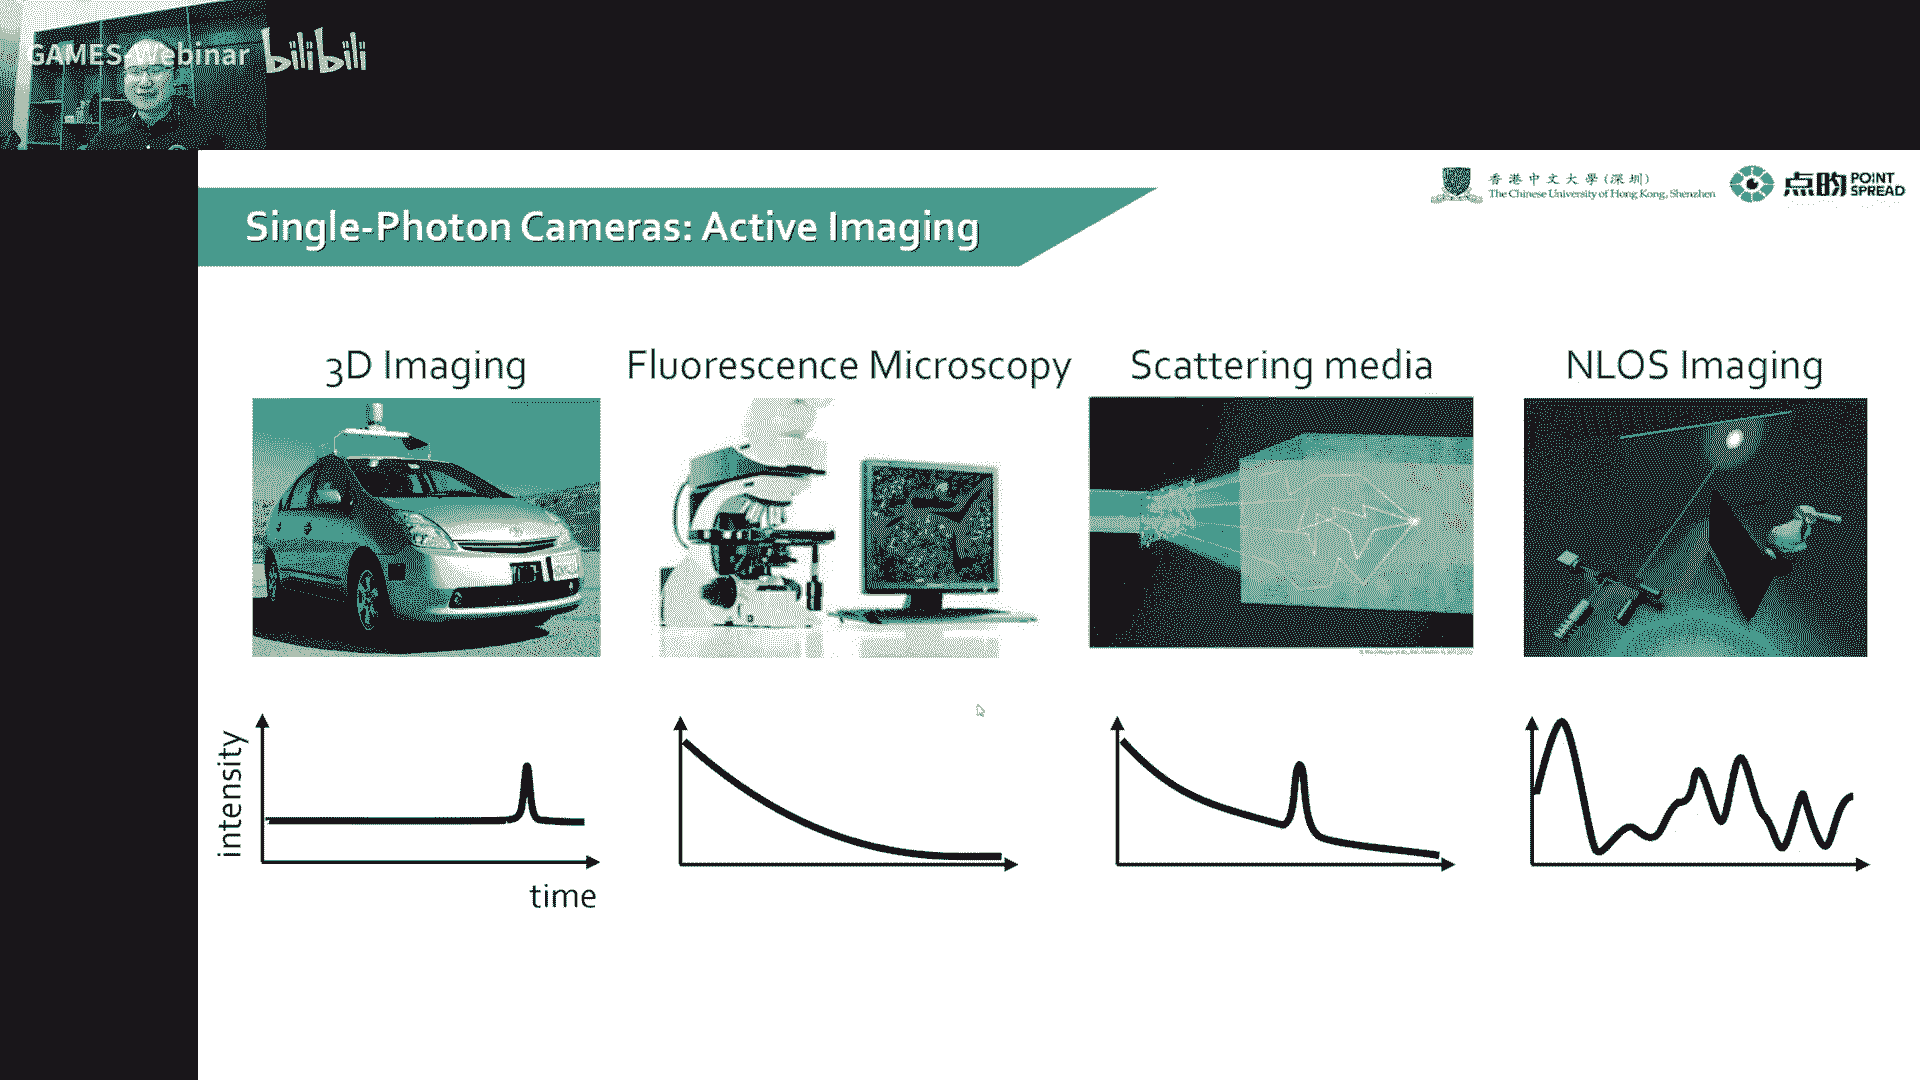 GAMES-Webinar bilibili
香港中文大學(深圳)
The Chinese University of Hong Kong, Shenzhen
点昀 POINT
SPREAD
Single-Photon Cameras: Active Imaging
3D Imaging
Fluorescence Microscopy
Scattering media
NLOS Imaging
intensity
time